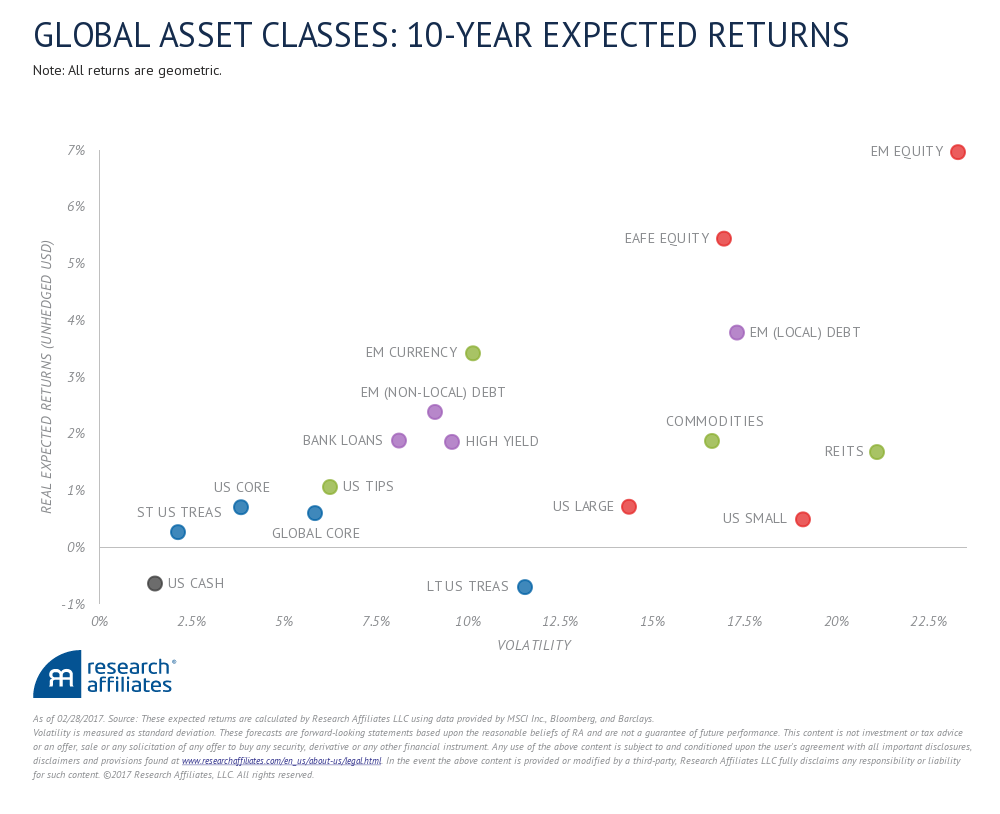 GLOBAL ASSET CLASSES: 10-YEAR EXPECTED RETURNS
Note: All returns are geometric.
7%
EM EQUITY
6%
EAFE EQUITY
5%
REAL EXPECTED RETURNS (UNHEDGED USD)
4%
EM (LOCAL) DEBT
EM CURRENCY
3%
EM (NON-LOCAL) DEBT
COMMODITIES
2%
BANK LOANS
HIGH YIELD
REITS
US CORE
US TIPS
1%
ST US TREAS
US LARGE
US SMALL
GLOBAL CORE
0%
US CASH
LT US TREAS
-1%
0% 2.5% 5% 7.5% 10% 12.5% 15% 17.5% 20% 22.5%
VOLATILITY
research®
affiliates
As of 02/28/2017. Source: These expected returns are calculated by Research Affiliates LLC using data provided by MSCI Inc., Bloomberg, and Barclays.
Volatility is measured as standard deviation. These forecasts are forward-looking statements based upon the reasonable beliefs of RA and are not a guarantee of future performance. This content is not investment or tax advice
or an offer, sale or any solicitation of any offer to buy any security, derivative or any other financial instrument. Any use of the above content is subject to and conditioned upon the user's agreement with all important disclosures,
disclaimers and provisions found at www.researchaffiliates.com/en_us/about-us/legal.html. In the event the above content is provided or modified by a third-party, Research Affiliates LLC fully disclaims any responsibility or liability
for such content. ©2017 Research Affiliates, LLC. All rights reserved.